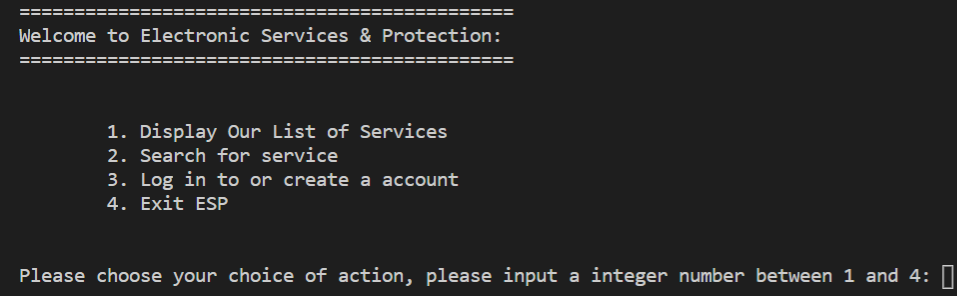 =============================================
Welcome to Electronic Services & Protection:
=============================================
1. Display Our List of Services
2. Search for service
3. Log in to or create a account
4. Exit ESP
Please choose your choice of action, please input a integer number between 1 and 4: